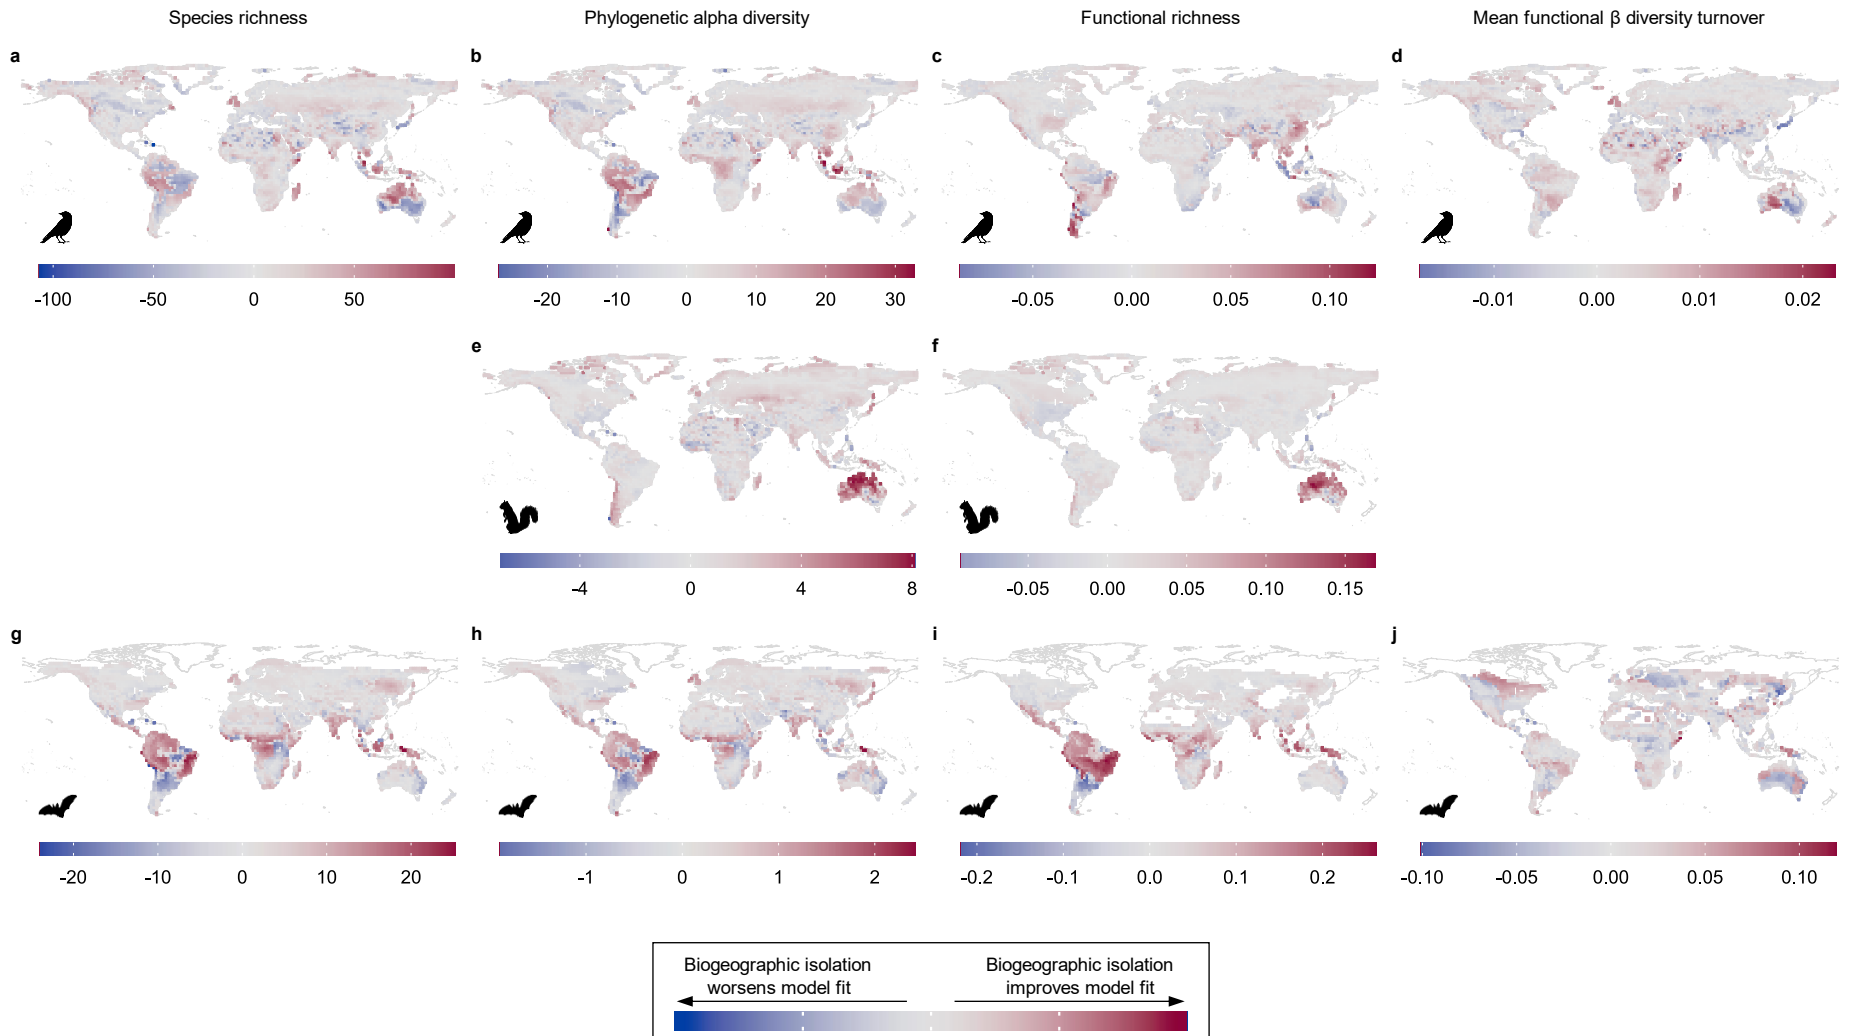 Species richness
Phylogenetic alpha diversity
Functional richness
Mean functional β diversity turnover
a
b
c
d
-100 -50 0 50
-20 -10 0 10 20 30
-0.05 0.00 0.05 0.10
-0.01 0.00 0.01 0.02
e
f
-4 0 4 8
-0.05 0.00 0.05 0.10 0.15
g
h
i
j
-20 -10 0 10 20
-1 0 1 2
-0.2 -0.1 0.0 0.1 0.2
-0.10 -0.05 0.00 0.05 0.10
Biogeographic isolation
worsens model fit
Biogeographic isolation
improves model fit